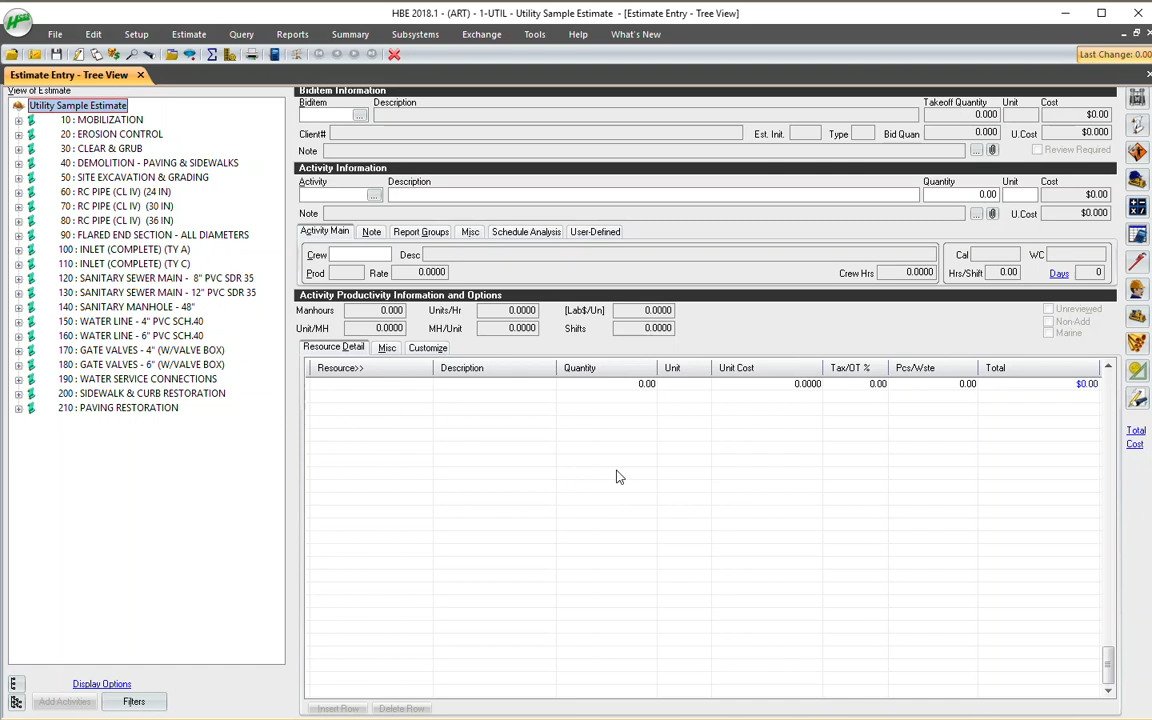 HBE 2018.1 - (ART) - 1-UTIL - Utility Sample Estimate - [Estimate Entry - Tree View]
File Edit Setup Estimate Query Reports Summary Subsystems Exchange Tools Help What's New
Last Change: 0.00
Estimate Entry - Tree View
View of Estimate
Utility Sample Estimate
10 : MOBILIZATION
20 : EROSION CONTROL
30 : CLEAR & GRUB
40 : DEMOLITION - PAVING & SIDEWALKS
50 : SITE EXCAVATION & GRADING
60 : RC PIPE (CL IV) (24 IN)
70 : RC PIPE (CL IV) (30 IN)
80 : RC PIPE (CL IV) (36 IN)
90 : FLARED END SECTION - ALL DIAMETERS
100 : INLET (COMPLETE) (TY A)
110 : INLET (COMPLETE) (TY C)
120 : SANITARY SEWER MAIN - 8" PVC SDR 35
130 : SANITARY SEWER MAIN - 12" PVC SDR 35
140 : SANITARY MANHOLE - 48"
150 : WATER LINE - 4" PVC SCH.40
160 : WATER LINE - 6" PVC SCH.40
170 : GATE VALVES - 4" (W/VALVE BOX)
180 : GATE VALVES - 6" (W/VALVE BOX)
190 : WATER SERVICE CONNECTIONS
200 : SIDEWALK & CURB RESTORATION
210 : PAVING RESTORATION
Display Options
Add Activities Filters
Biditem Information
Biditem Description Takeoff Quantity Unit Cost
... 0.000 $0.00
Client# Est. Init. Type Bid Quan 0.000 U.Cost $0.000
Note ... Review Required
Activity Information
Activity Description Quantity Unit Cost
... 0.00 $0.00
Note ... U.Cost $0.000
Activity Main Note Report Groups Misc Schedule Analysis User-Defined
Crew Desc Cal WC
Prod Rate 0.0000 Crew Hrs 0.0000 Hrs/Shift 0.00 Days 0
Activity Productivity Information and Options
Manhours 0.000 Units/Hr 0.0000 [Lab$/Un] 0.0000 Unreviewed
Non-Add
Unit/MH 0.0000 MH/Unit 0.0000 Shifts 0.0000 Marine
Resource Detail Misc Customize
Resource>> Description Quantity Unit Unit Cost Tax/OT % Pcs/Wste Total
0.00 0.0000 0.00 0.00 $0.00
Total
Cost
Insert Row Delete Row